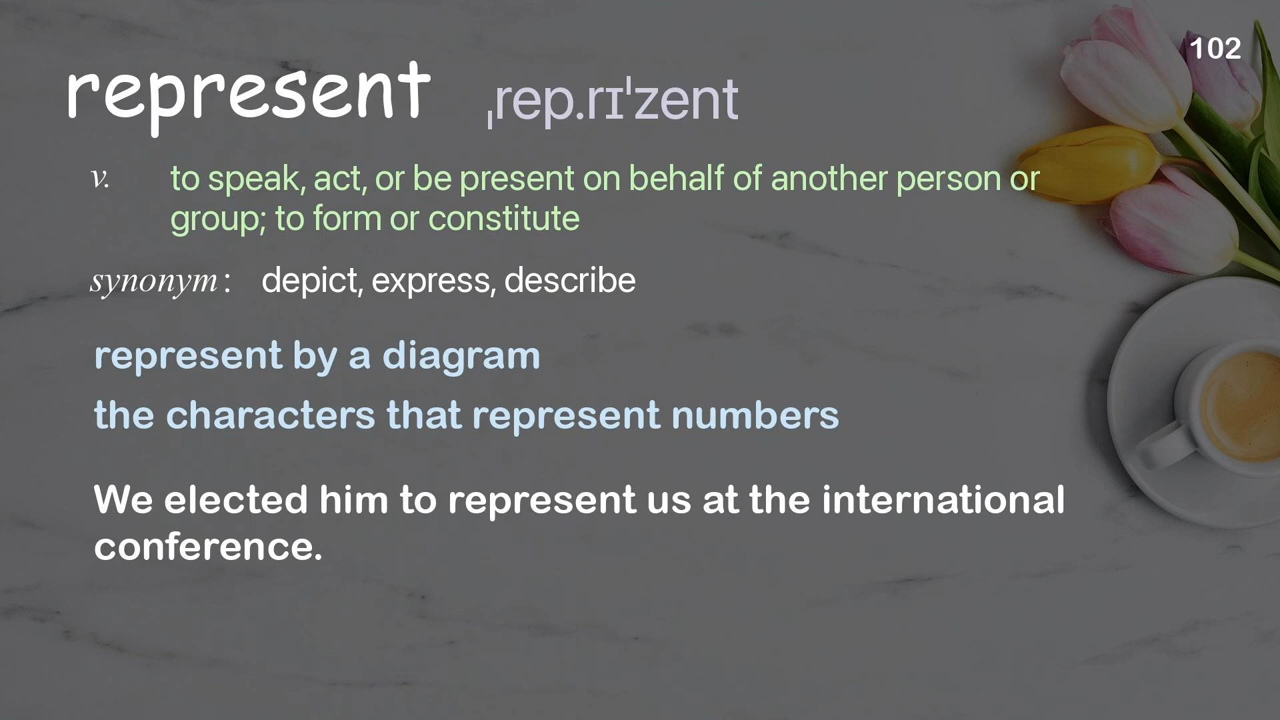 102
represent ˌrep.rɪˈzent
v. to speak, act, or be present on behalf of another person or
group; to form or constitute
synonym: depict, express, describe
represent by a diagram
the characters that represent numbers
We elected him to represent us at the international
conference.